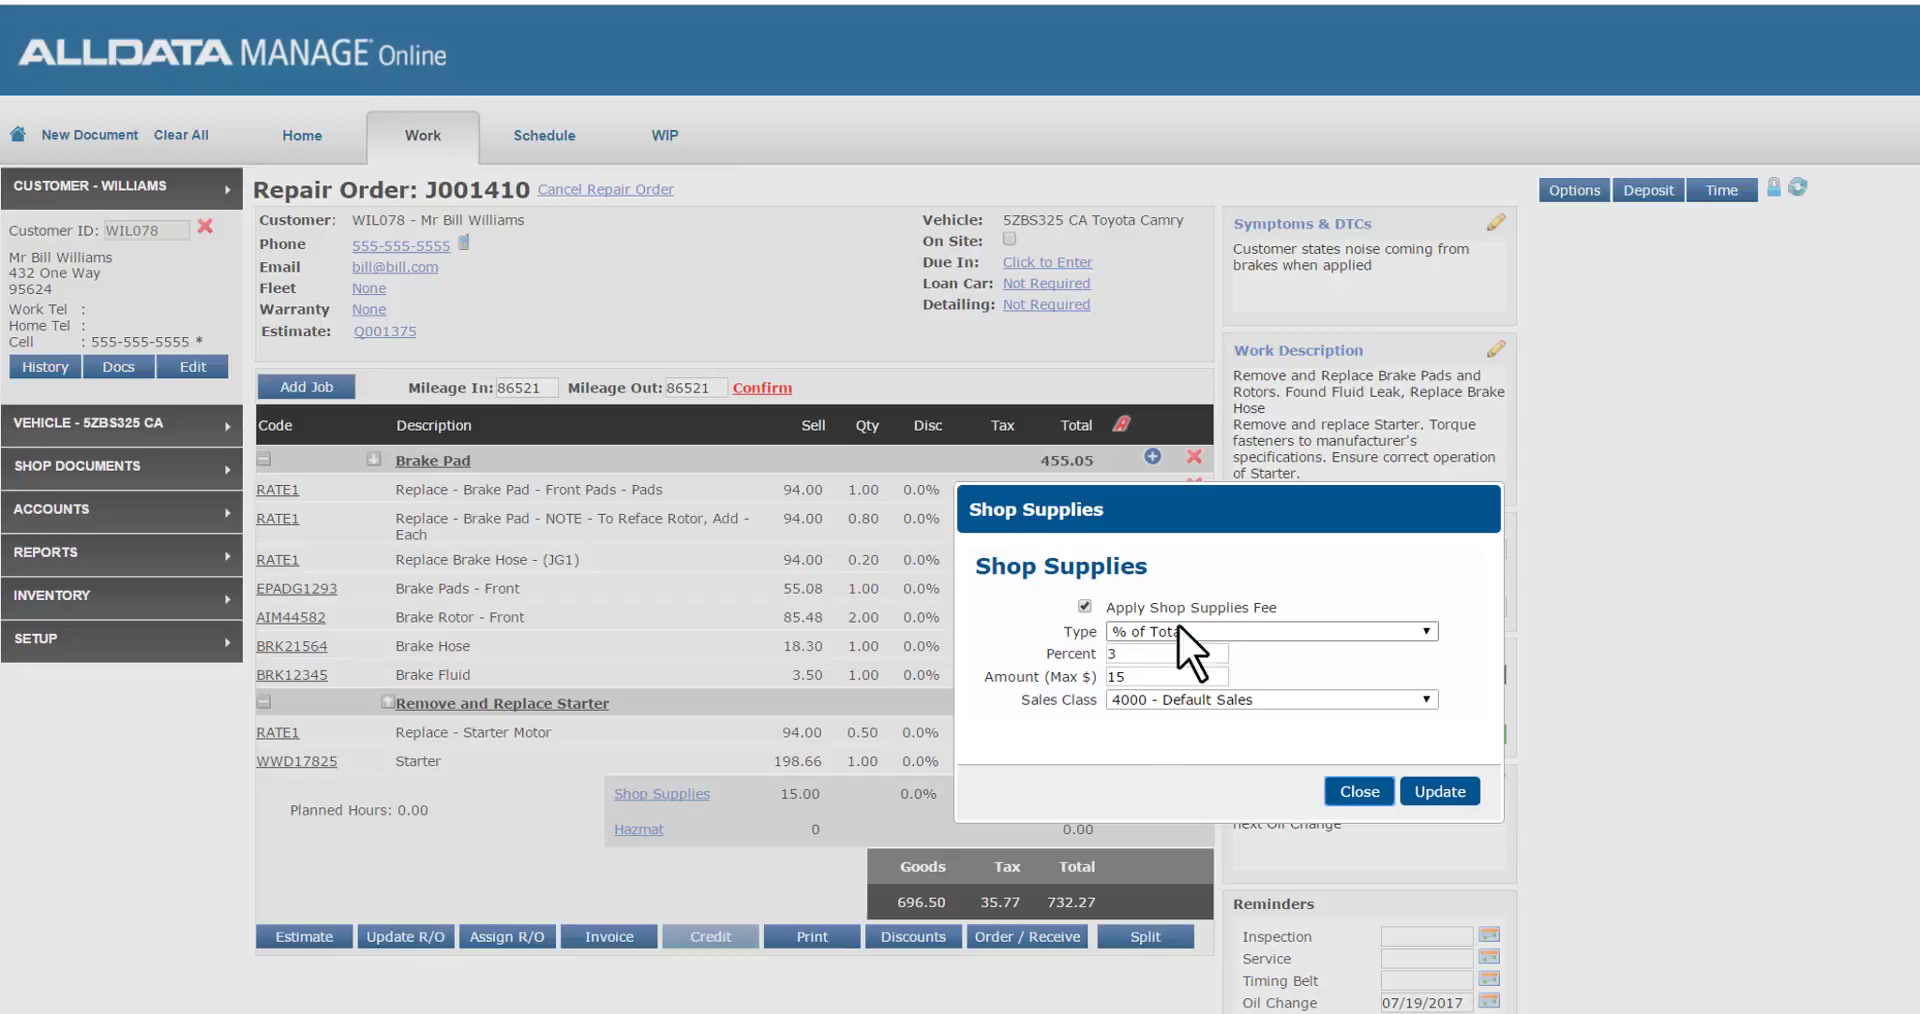 ALLDATA MANAGE Online
New Document Clear All Home Work Schedule WIP
CUSTOMER - WILLIAMS
Customer ID: WIL078
Mr Bill Williams
432 One Way
95624
Work Tel :
Home Tel :
Cell : 555-555-5555 *
History Docs Edit
VEHICLE - 5ZBS325 CA
SHOP DOCUMENTS
ACCOUNTS
REPORTS
INVENTORY
SETUP
Repair Order: J001410 Cancel Repair Order
Options Deposit Time
Customer: WIL078 - Mr Bill Williams
Phone 555-555-5555
Email bill@bill.com
Fleet None
Warranty None
Estimate: Q001375
Vehicle: 5ZBS325 CA Toyota Camry
On Site:
Due In: Click to Enter
Loan Car: Not Required
Detailing: Not Required
Symptoms & DTCs
Customer states noise coming from
brakes when applied
Work Description
Remove and Replace Brake Pads and
Rotors. Found Fluid Leak, Replace Brake
Hose
Remove and replace Starter. Torque
fasteners to manufacturer's
specifications. Ensure correct operation
of Starter.
Add Job Mileage In: 86521 Mileage Out: 86521 Confirm
Code Description Sell Qty Disc Tax Total
Brake Pad 455.05
RATE1 Replace - Brake Pad - Front Pads - Pads 94.00 1.00 0.0%
RATE1 Replace - Brake Pad - NOTE - To Reface Rotor, Add - 94.00 0.80 0.0%
Each
RATE1 Replace Brake Hose - (JG1) 94.00 0.20 0.0%
EPADG1293 Brake Pads - Front 55.08 1.00 0.0%
AIM44582 Brake Rotor - Front 85.48 2.00 0.0%
BRK21564 Brake Hose 18.30 1.00 0.0%
BRK12345 Brake Fluid 3.50 1.00 0.0%
Remove and Replace Starter
RATE1 Replace - Starter Motor 94.00 0.50 0.0%
WWD17825 Starter 198.66 1.00 0.0%
Planned Hours: 0.00
Shop Supplies 15.00 0.0%
Hazmat 0 0.00
Goods Tax Total
696.50 35.77 732.27
Estimate Update R/O Assign R/O Invoice Credit Print Discounts Order / Receive Split
Shop Supplies
Shop Supplies
Apply Shop Supplies Fee
Type % of
Percent 3
Amount (Max $) 15
Sales Class 4000 - Default Sales
Close Update
next Oil Change
Reminders
Inspection
Service
Timing Belt
Oil Change 07/19/2017